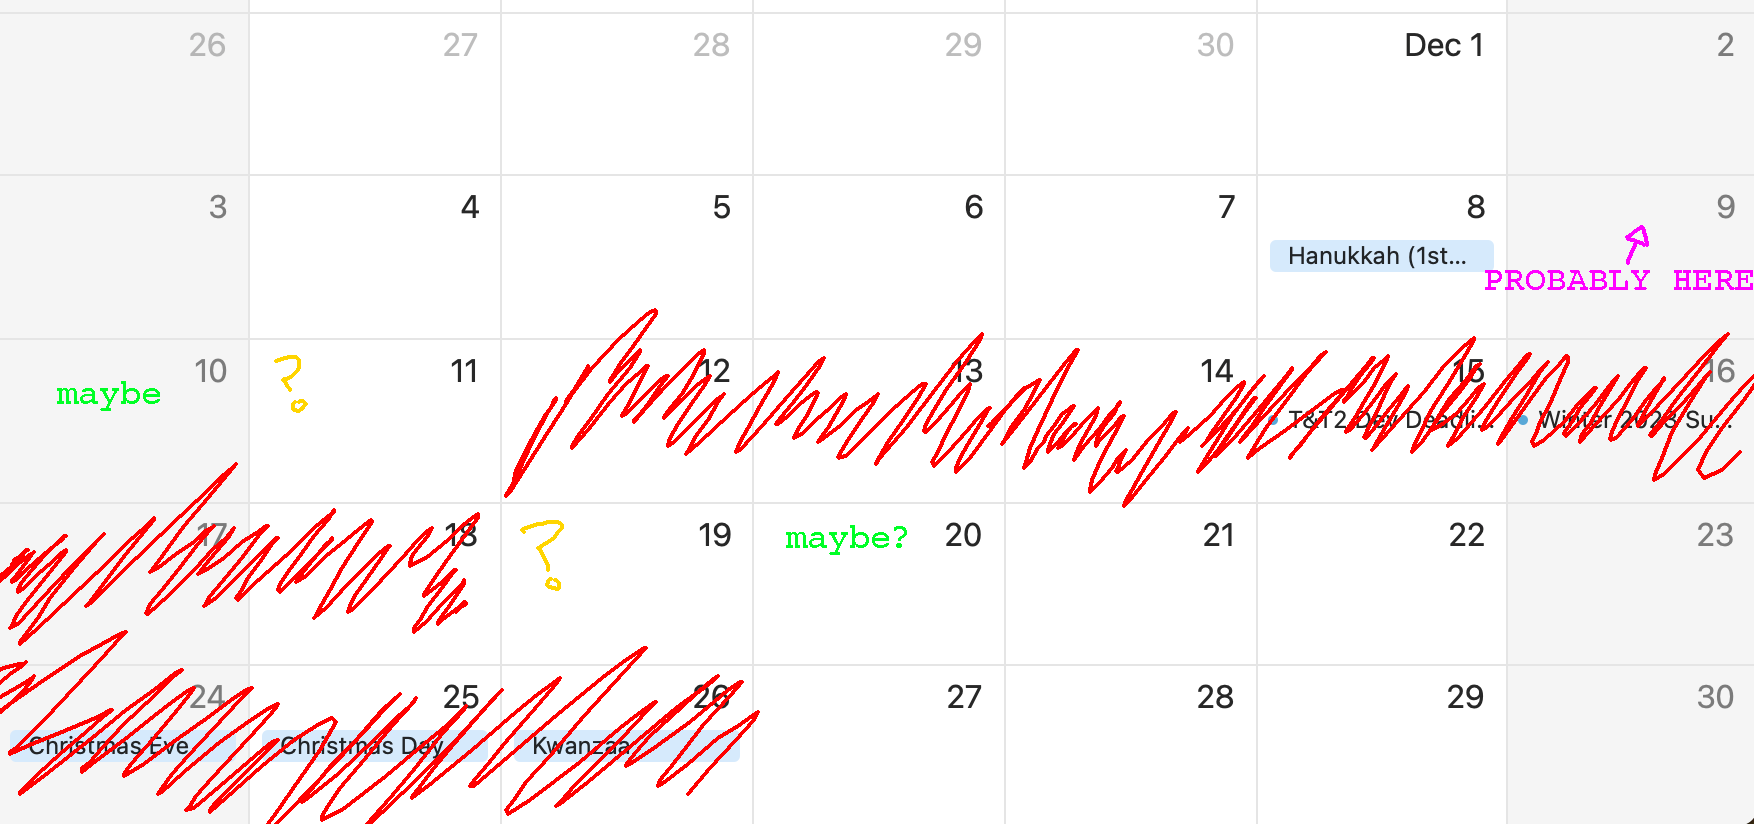 26 27 28 29 30 Dec 1 2
3 4 5 6 7 8 9
Hanukkah (1st...
PROBABLY HERE
10 ? 11 12 13 14 15 16
maybe
T&T2 Dev Deadli... Winter 2023 Su...
17 18 ? 19 maybe? 20 21 22 23
24 25 26 27 28 29 30
Christmas Eve Christmas Day Kwanzaa